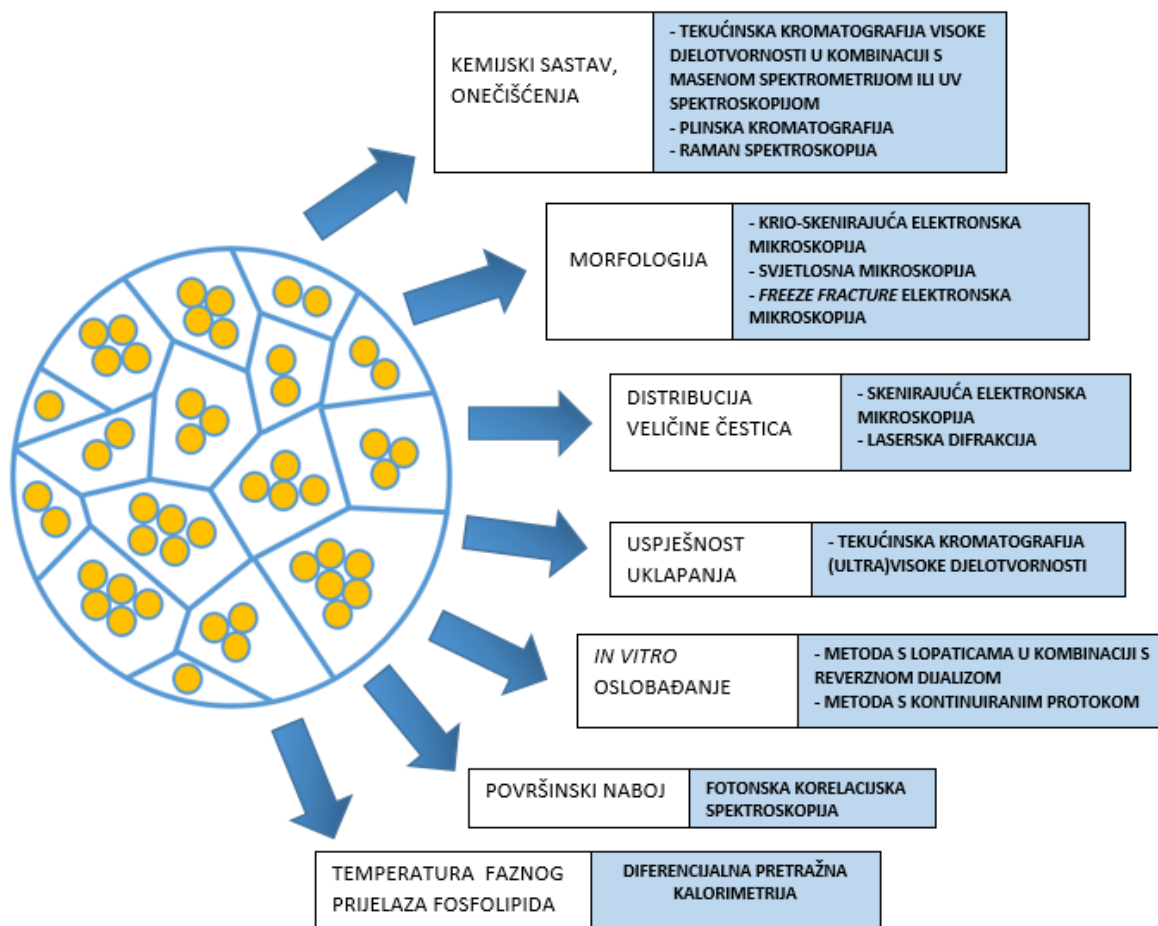 KEMIJSKI SASTAV,
ONEČIŠĆENJA
- TEKUĆINSKA KROMATOGRAFIJA VISOKE
DJELOTVORNOSTI U KOMBINACIJI S
MASENOM SPEKTROMETRIJOM ILI UV
SPEKTROSKOPIJOM
- PLINSKA KROMATOGRAFIJA
- RAMAN SPEKTROSKOPIJA
MORFOLOGIJA
- KRIO-SKENIRAJUĆA ELEKTRONSKA
MIKROSKOPIJA
- SVJETLOSNA MIKROSKOPIJA
- FREEZE FRACTURE ELEKTRONSKA
MIKROSKOPIJA
DISTRIBUCIJA
VELIČINE ČESTICA
- SKENIRAJUĆA ELEKTRONSKA
MIKROSKOPIJA
- LASERSKA DIFRAKCIJA
USPJEŠNOST
UKLAPANJA
- TEKUĆINSKA KROMATOGRAFIJA
(ULTRA)VISOKE DJELOTVORNOSTI
IN VITRO
OSLOBAĐANJE
- METODA S LOPATICAMA U KOMBINACIJI S
REVERZNOM DIJALIZOM
- METODA S KONTINUIRANIM PROTOKOM
POVRŠINSKI NABOJ
FOTONSKA KORELACIJSKA
SPEKTROSKOPIJA
TEMPERATURA FAZNOG
PRIJELAZA FOSFOLIPIDA
DIFERENCIJALNA PRETRAŽNA
KALORIMETRIJA